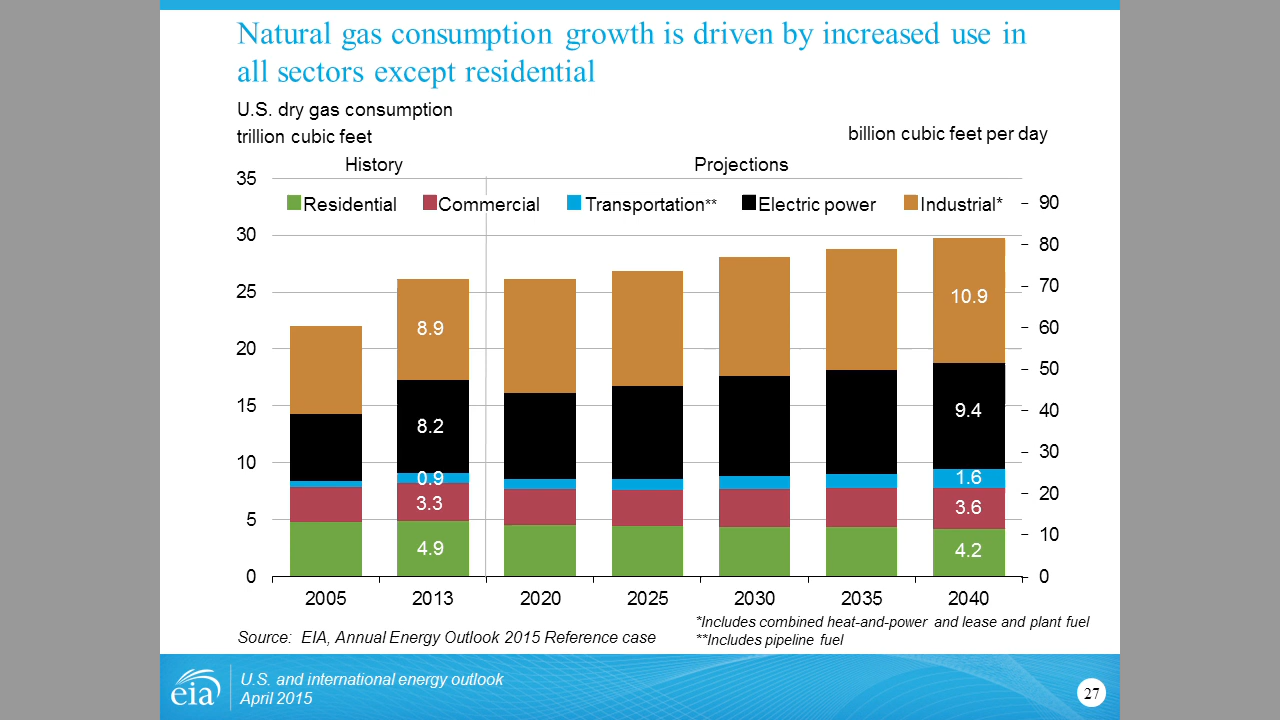 Natural gas consumption growth is driven by increased use in
all sectors except residential
U.S. dry gas consumption
trillion cubic feet
billion cubic feet per day
History
Projections
Residential
Commercial
Transportation**
Electric power
Industrial*
35
30
25
20
15
10
5
0
90
80
70
60
50
40
30
20
10
0
8.9
8.2
0.9
3.3
4.9
10.9
9.4
1.6
3.6
4.2
2005
2013
2020
2025
2030
2035
2040
Source: EIA, Annual Energy Outlook 2015 Reference case
*Includes combined heat-and-power and lease and plant fuel
**Includes pipeline fuel
eia
U.S. and international energy outlook
April 2015
27